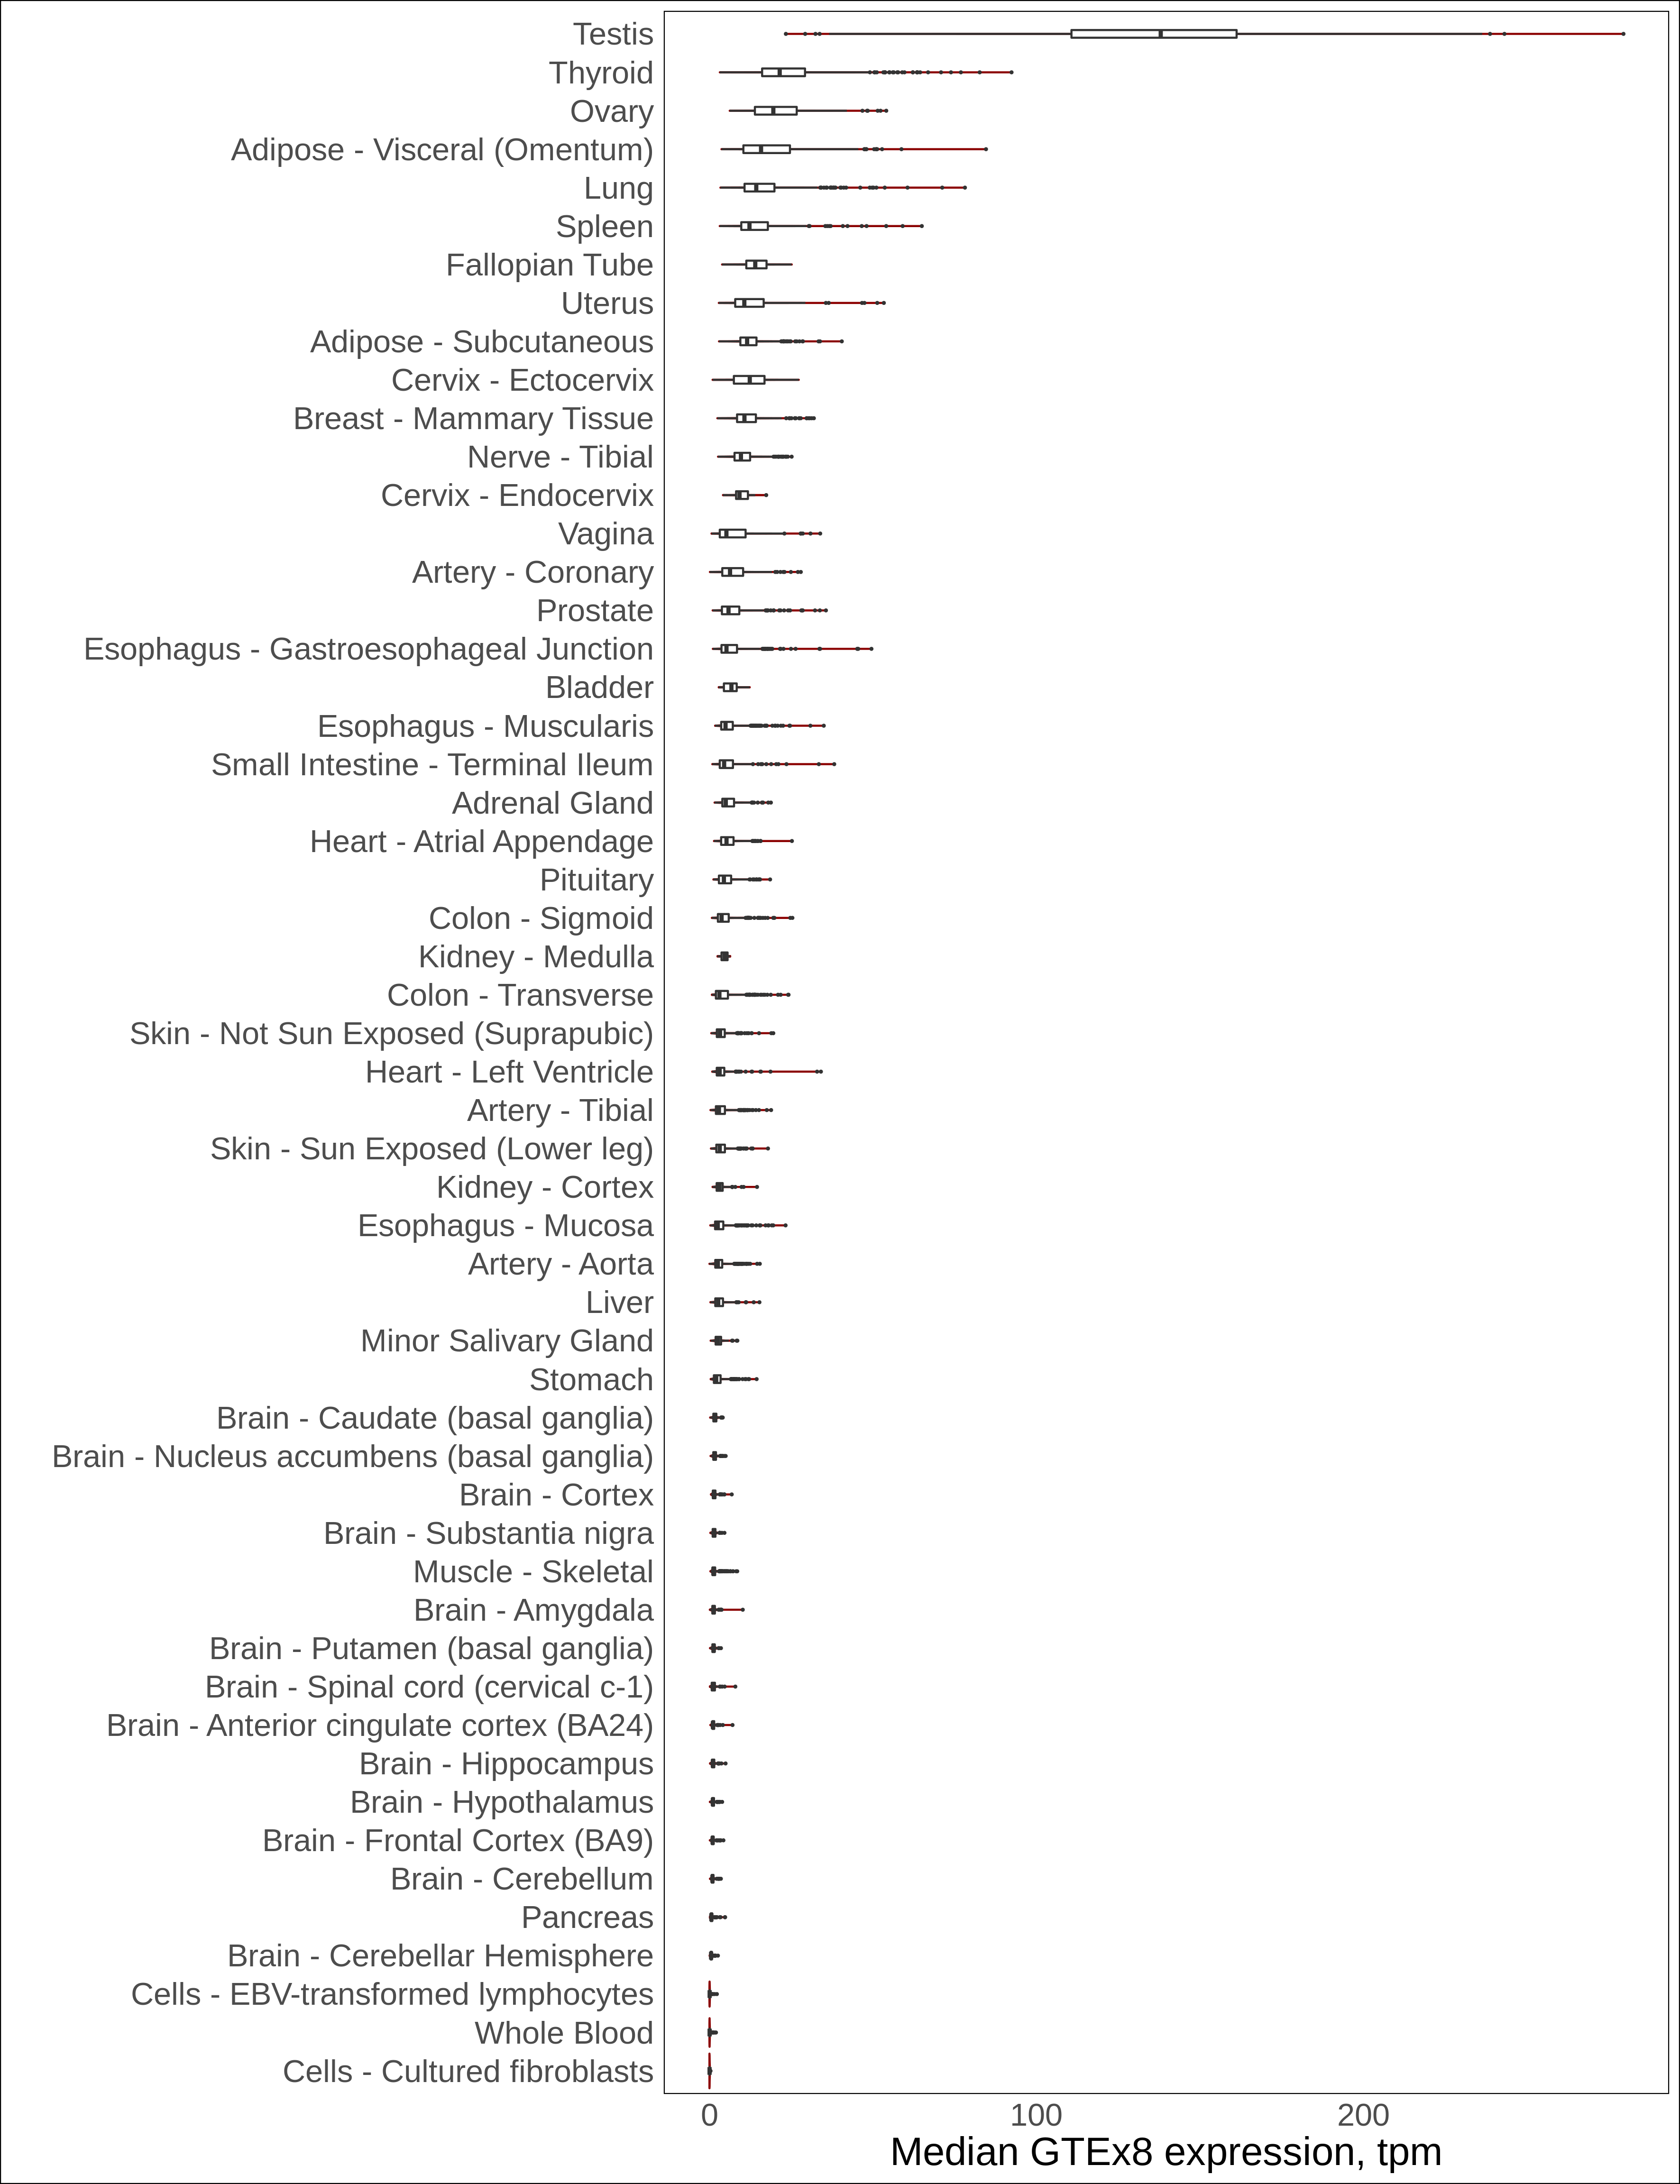 Testis
Thyroid
Ovary
Adipose - Visceral (Omentum)
Lung
Spleen
Fallopian Tube
Uterus
Adipose - Subcutaneous
Cervix - Ectocervix
Breast - Mammary Tissue
Nerve - Tibial
Cervix - Endocervix
Vagina
Artery - Coronary
Prostate
Esophagus - Gastroesophageal Junction
Bladder
Esophagus - Muscularis
Small Intestine - Terminal Ileum
Adrenal Gland
Heart - Atrial Appendage
Pituitary
Colon - Sigmoid
Kidney - Medulla
Colon - Transverse
Skin - Not Sun Exposed (Suprapubic)
Heart - Left Ventricle
Artery - Tibial
Skin - Sun Exposed (Lower leg)
Kidney - Cortex
Esophagus - Mucosa
Artery - Aorta
Liver
Minor Salivary Gland
Stomach
Brain - Caudate (basal ganglia)
Brain - Nucleus accumbens (basal ganglia)
Brain - Cortex
Brain - Substantia nigra
Muscle - Skeletal
Brain - Amygdala
Brain - Putamen (basal ganglia)
Brain - Spinal cord (cervical c-1)
Brain - Anterior cingulate cortex (BA24)
Brain - Hippocampus
Brain - Hypothalamus
Brain - Frontal Cortex (BA9)
Brain - Cerebellum
Pancreas
Brain - Cerebellar Hemisphere
Cells - EBV-transformed lymphocytes
Whole Blood
Cells - Cultured fibroblasts
0 100 200
Median GTEx8 expression, tpm